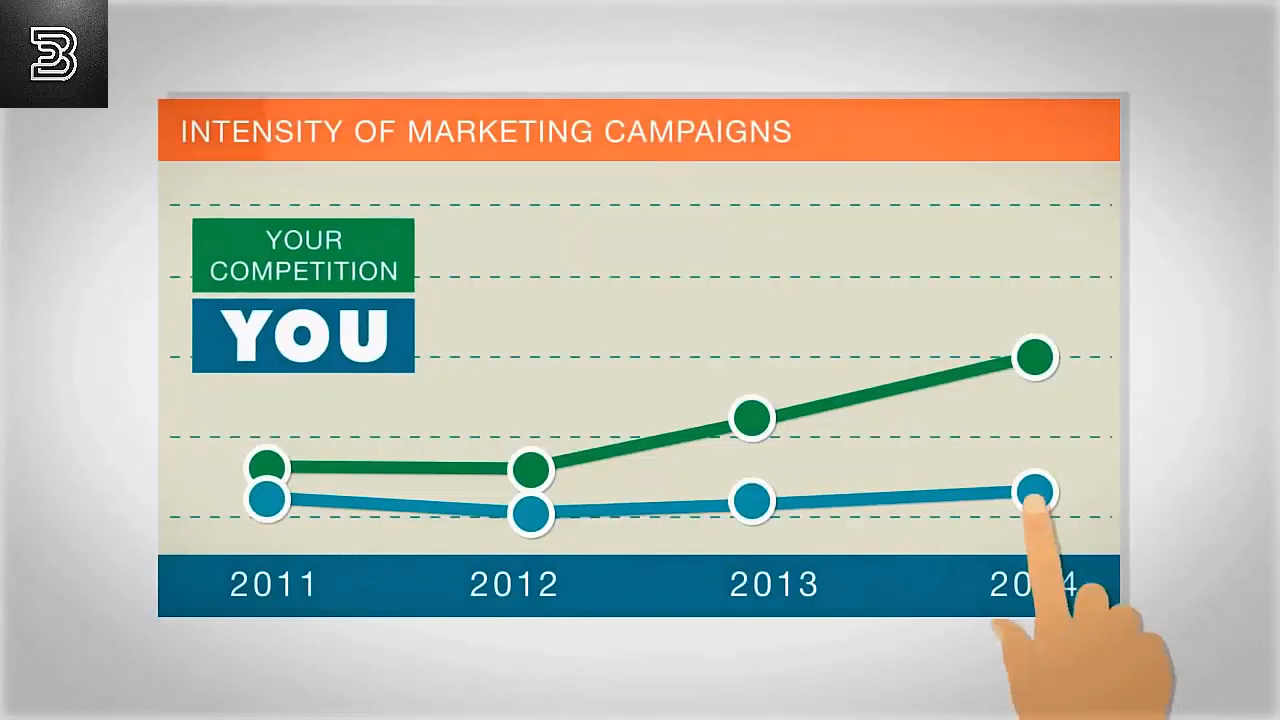 INTENSITY OF MARKETING CAMPAIGNS
YOUR
COMPETITION
YOU
2011 2012 2013